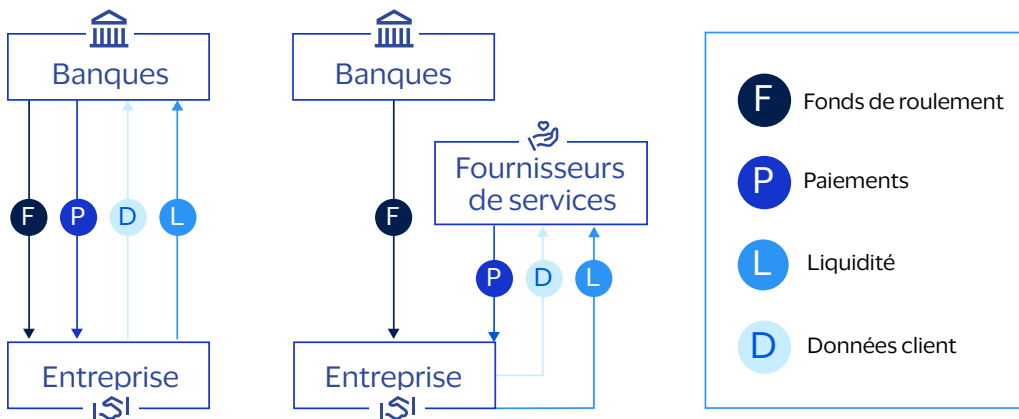 Banques
F
P
D
L
Entreprise
Banques
Fournisseurs
de services
F
P
D
L
Entreprise
F Fonds de roulement
P Paiements
L Liquidité
D Données client